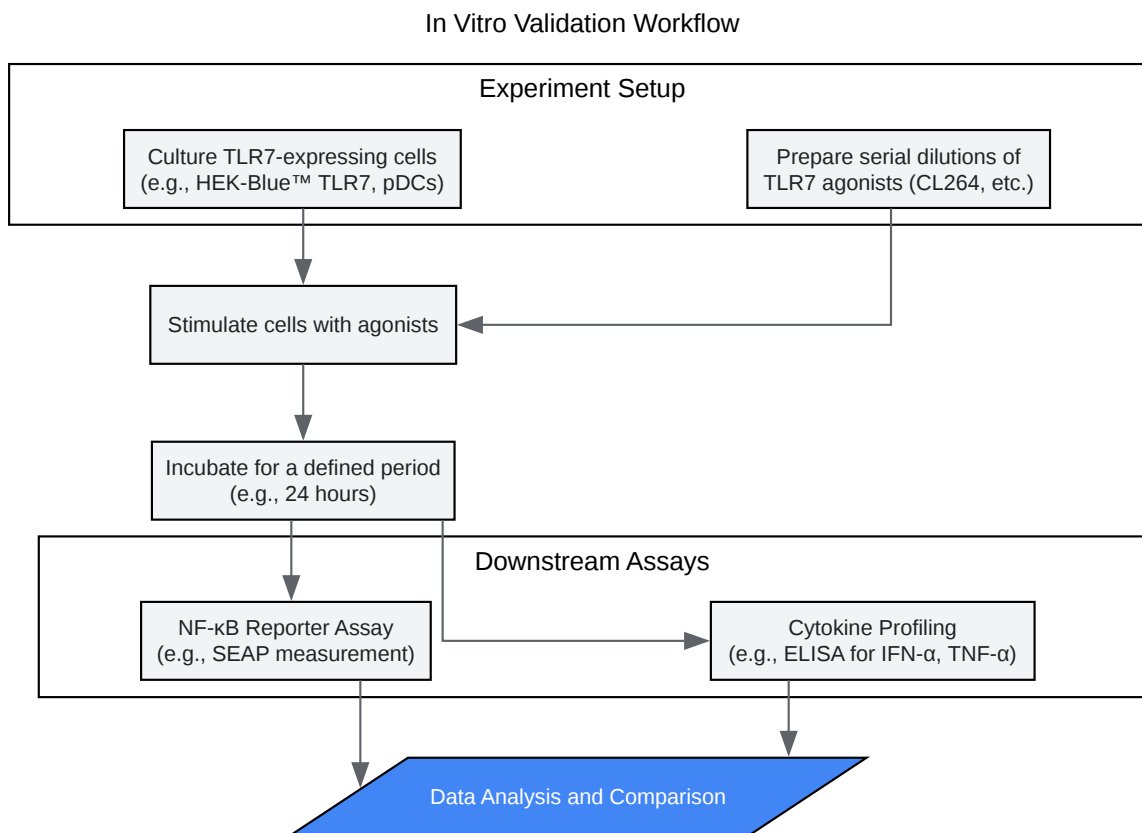 In Vitro Validation Workflow
Experiment Setup
Culture TLR7-expressing cells
(e.g., HEK-Blue™ TLR7, pDCs)
Prepare serial dilutions of
TLR7 agonists (CL264, etc.)
Stimulate cells with agonists
Incubate for a defined period
(e.g., 24 hours)
Downstream Assays
NF-κB Reporter Assay
(e.g., SEAP measurement)
Cytokine Profiling
(e.g., ELISA for IFN-α, TNF-α)
Data Analysis and Comparison